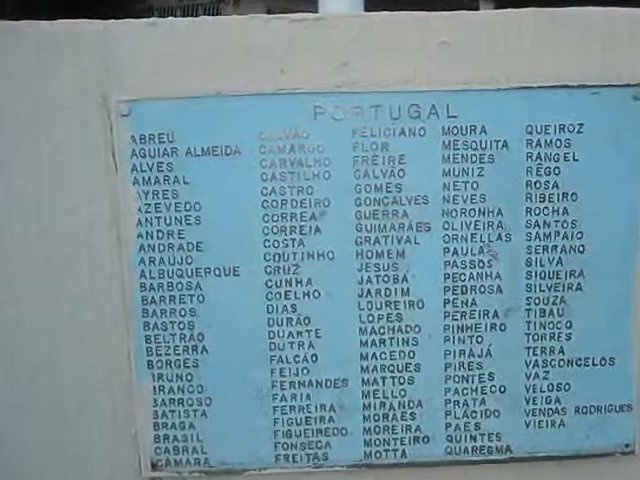 PORTUGAL
ABREU
AGUIAR ALMEIDA
ALVES
AMARAL
AYRES
AZEVEDO
ANTUNES
ANDRE
ANDRADE
ARAUJO
ALBUQUERQUE
BARBOSA
BARRETO
BARROS
BASTOS
BELTRÃO
BEZERRA
BORGES
BRUNO
BRANCO
BARROSO
BATISTA
BRAGA
BRASIL
CABRAL
CÂMARA
CALVÃO
CAMARGO
CARVALHO
CASTILHO
CASTRO
CORDEIRO
CORREA
CORREIA
COSTA
COUTINHO
CRUZ
CUNHA
COELHO
DIAS
DURÃO
DUARTE
DUTRA
FALCÃO
FEIJO
FERNANDES
FARIA
FERREIRA
FIGUEIRA
FIGUEIREDO
FONSECA
FREITAS
FELICIANO
FLOR
FREIRE
GALVÃO
GOMES
GONÇALVES
GUERRA
GUIMARÃES
GRATIVAL
HOMEM
JESUS
JATOBÁ
JARDIM
LOUREIRO
LOPES
MACHADO
MARTINS
MACEDO
MARQUES
MATTOS
MELLO
MIRANDA
MORAES
MOREIRA
MONTEIRO
MOTTA
MOURA
MESQUITA
MENDES
MUNIZ
NETO
NEVES
NORONHA
OLIVEIRA
ORNELLAS
PAULA
PASSOS
PEÇANHA
PEDROSA
PENA
PEREIRA
PINHEIRO
PINTO
PIRAJÁ
PIRES
PONTES
PACHECO
PRATA
PLÁCIDO
PAES
QUINTES
QUARESMA
QUEIROZ
RAMOS
RANGEL
RÊGO
ROSA
RIBEIRO
ROCHA
SANTOS
SAMPAIO
SERRANO
SILVA
SIQUEIRA
SILVEIRA
SOUZA
TIBAU
TINOCO
TORRES
TERRA
VASCONCELOS
VAZ
VELOSO
VEIGA
VENDAS RODRIGUES
VIEIRA